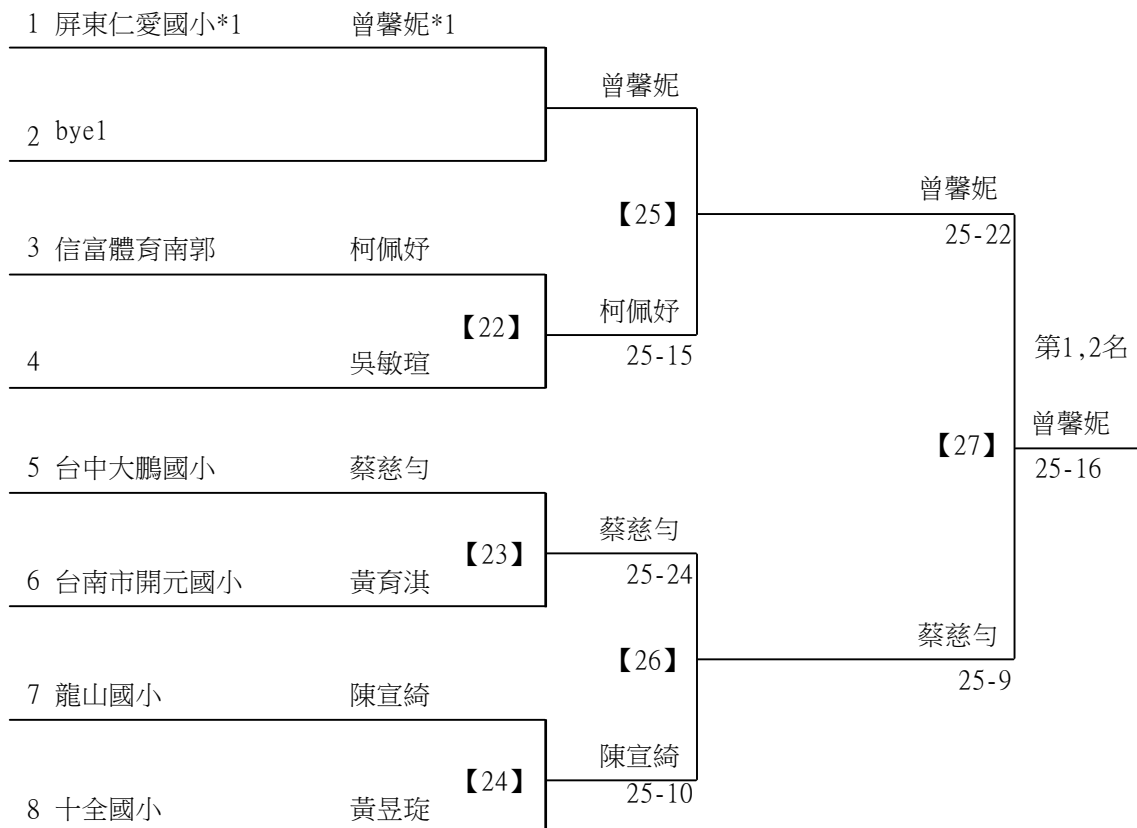 1 屏東仁愛國小*1 曾馨妮*1
曾馨妮
2 bye1
曾馨妮
【25】
25-22
3 信富體育南郭 柯佩妤
柯佩妤
【22】
25-15
第1,2名
4 吳敏瑄
曾馨妮
【27】
25-16
5 台中大鵬國小 蔡慈勻
蔡慈勻
【23】
25-24
6 台南市開元國小 黃育淇
蔡慈勻
【26】
25-9
7 龍山國小 陳宣綺
陳宣綺
【24】
25-10
8 十全國小 黃昱琁